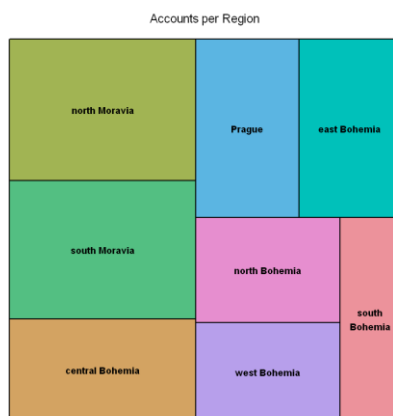 Accounts per Region
north Moravia
Prague
east Bohemia
south Moravia
north Bohemia
south
Bohemia
central Bohemia
west Bohemia